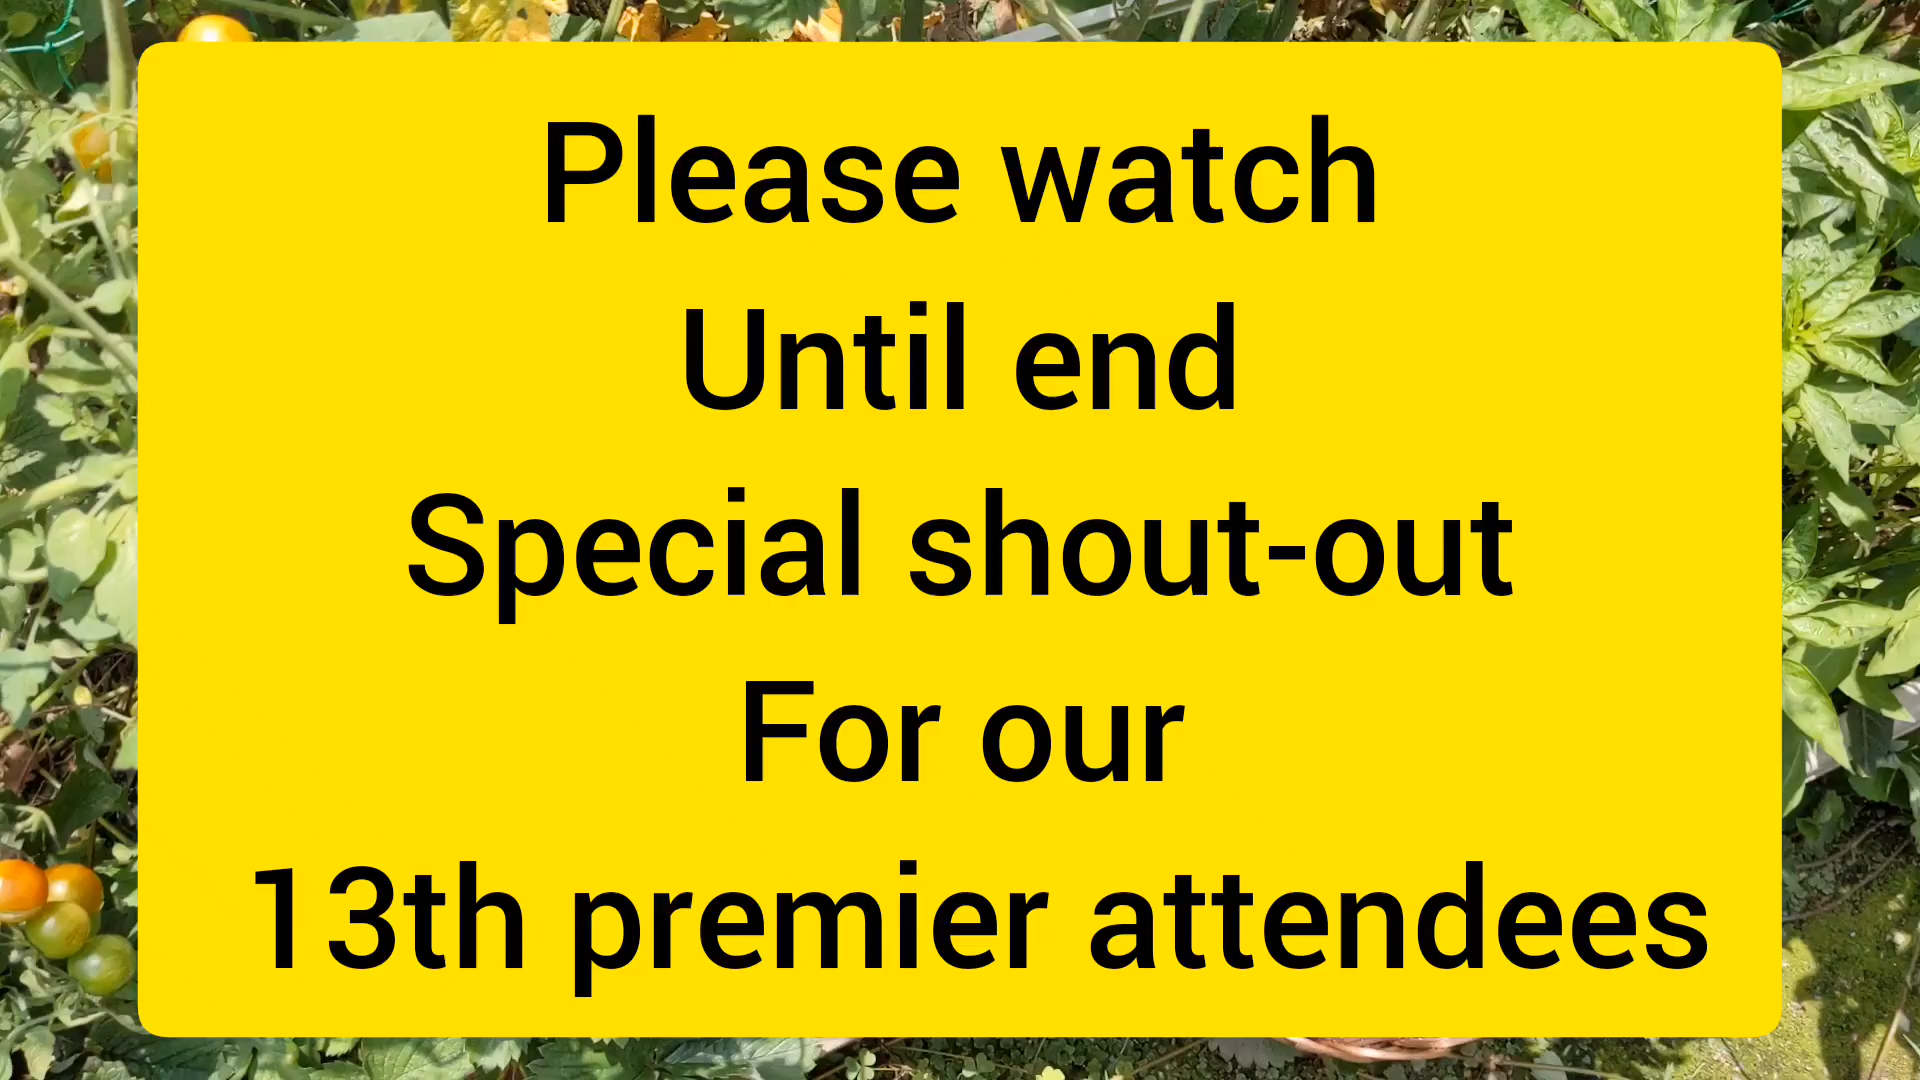 Please watch
Until end
Special shout-out
For our
13th premier attendees